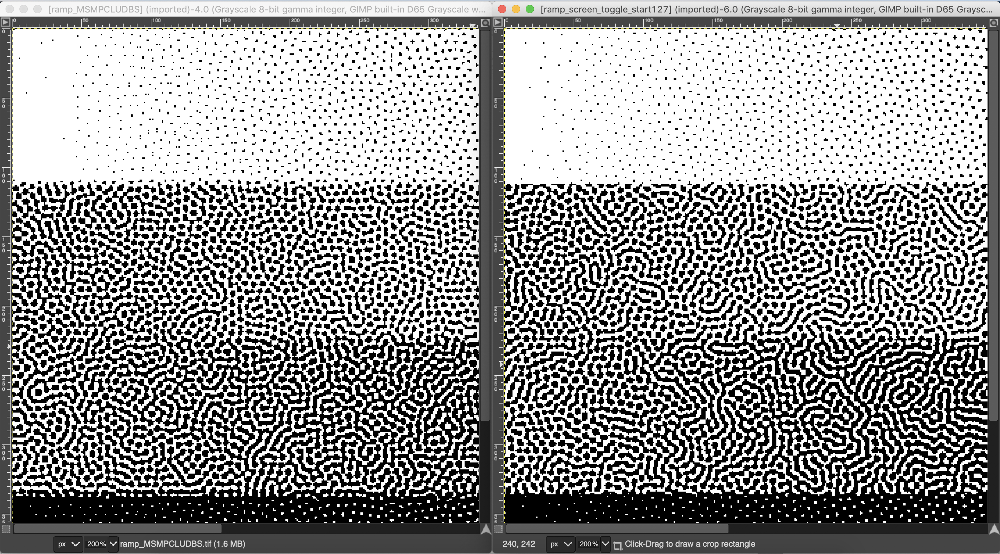 [ramp_MSMPCLUDBS] (imported)-4.0 (Grayscale 8-bit gamma integer, GIMP built-in D65 Grayscale w...
0 50 100 150 200 250 300
0
50
100
150
200
250
300
35
px 200 % ramp_MSMPCLUDBS.tif (1.6 MB)
[ramp_screen_toggle_start127] (imported)-6.0 (Grayscale 8-bit gamma integer, GIMP built-in D65 Graysc...
0 50 100 150 200 250 300
0
50
100
150
200
250
300
35
240, 242 px 200 % Click-Drag to draw a crop rectangle